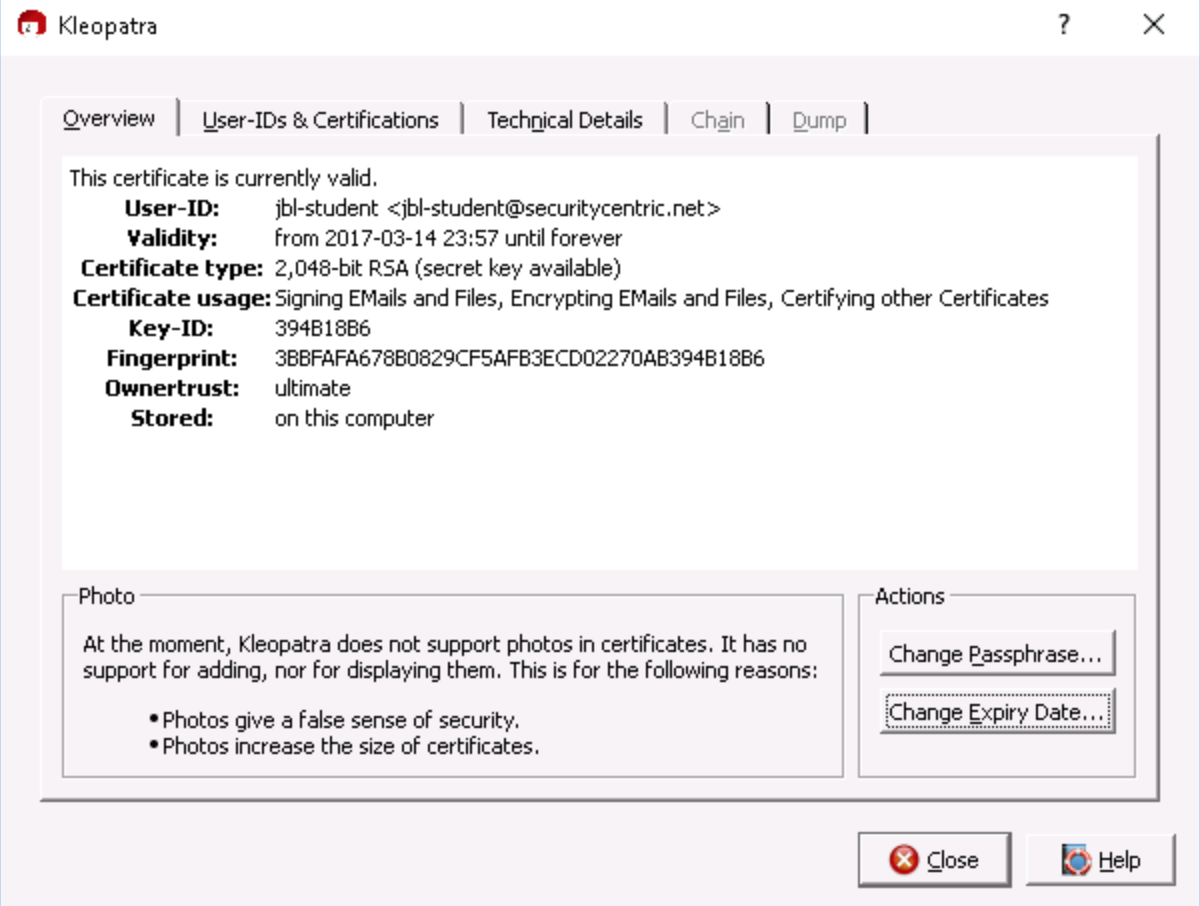 Kleopatra
?
Overview User-IDs & Certifications Technical Details Chain Dump
This certificate is currently valid.
User-ID: jbl-student <jbl-student@securitycentric.net>
Validity: from 2017-03-14 23:57 until forever
Certificate type: 2,048-bit RSA (secret key available)
Certificate usage: Signing EMails and Files, Encrypting EMails and Files, Certifying other Certificates
Key-ID: 394B18B6
Fingerprint: 3BBFAFA678B0829CF5AFB3ECD02270AB394B18B6
Ownertrust: ultimate
Stored: on this computer
Photo
At the moment, Kleopatra does not support photos in certificates. It has no
support for adding, nor for displaying them. This is for the following reasons:
•Photos give a false sense of security.
•Photos increase the size of certificates.
Actions
Change Passphrase...
Change Expiry Date...
Close
Help